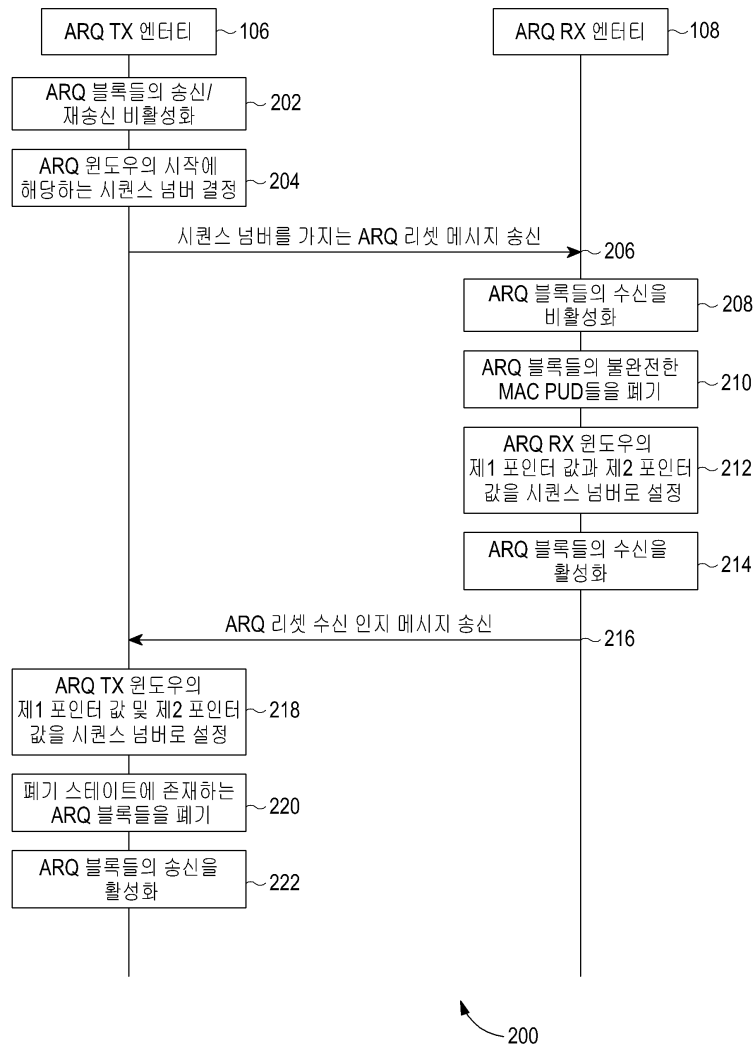 ARQ TX 엔터티
106
ARQ RX 엔터티
108
ARQ 블록들의 송신/
재송신 비활성화
202
ARQ 윈도우의 시작에
해당하는 시퀀스 넘버 결정
204
시퀀스 넘버를 가지는 ARQ 리셋 메시지 송신
206
ARQ 블록들의 수신을
비활성화
208
ARQ 블록들의 불완전한
MAC PUD들을 폐기
210
ARQ RX 윈도우의
제1 포인터 값과 제2 포인터
값을 시퀀스 넘버로 설정
212
ARQ 블록들의 수신을
활성화
214
ARQ 리셋 수신 인지 메시지 송신
216
ARQ TX 윈도우의
제1 포인터 값 및 제2 포인터
값을 시퀀스 넘버로 설정
218
폐기 스테이트에 존재하는
ARQ 블록들을 폐기
220
ARQ 블록들의 송신을
활성화
222
200